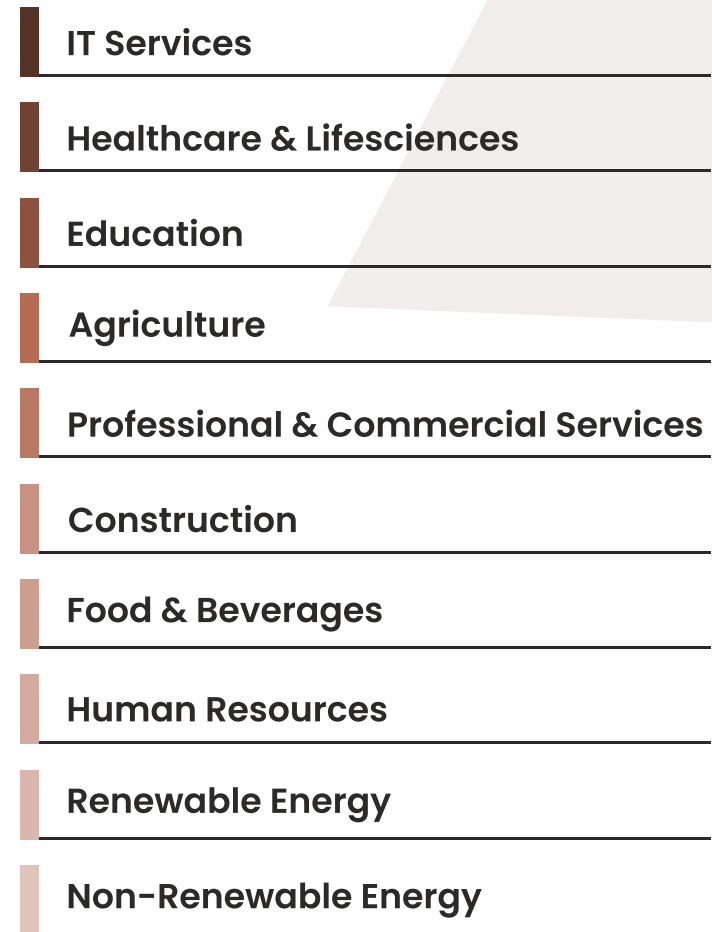 IT Services
Healthcare & Lifesciences
Education
Agriculture
Professional & Commercial Services
Construction
Food & Beverages
Human Resources
Renewable Energy
Non-Renewable Energy